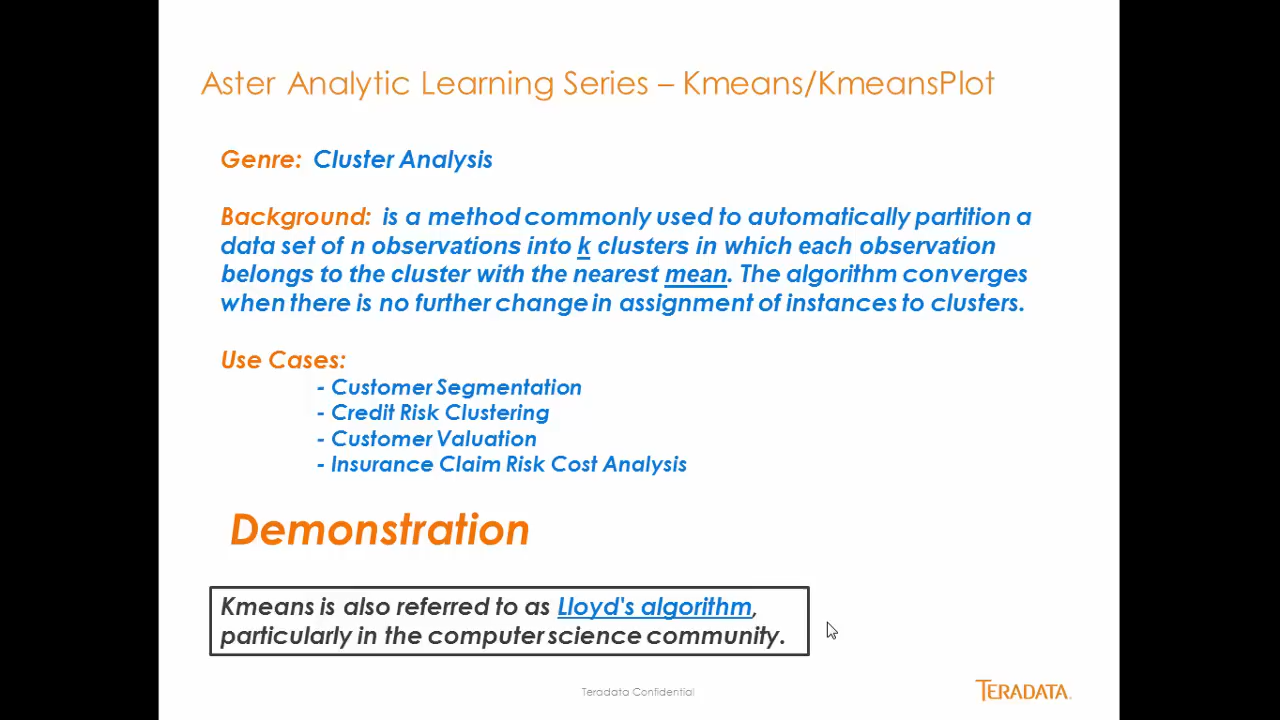 Aster Analytic Learning Series – Kmeans/KmeansPlot
Genre: Cluster Analysis
Background: is a method commonly used to automatically partition a
data set of n observations into k clusters in which each observation
belongs to the cluster with the nearest mean. The algorithm converges
when there is no further change in assignment of instances to clusters.
Use Cases:
- Customer Segmentation
- Credit Risk Clustering
- Customer Valuation
- Insurance Claim Risk Cost Analysis
Demonstration
Kmeans is also referred to as Lloyd's algorithm,
particularly in the computer science community.
Teradata Confidential
TERADATA.